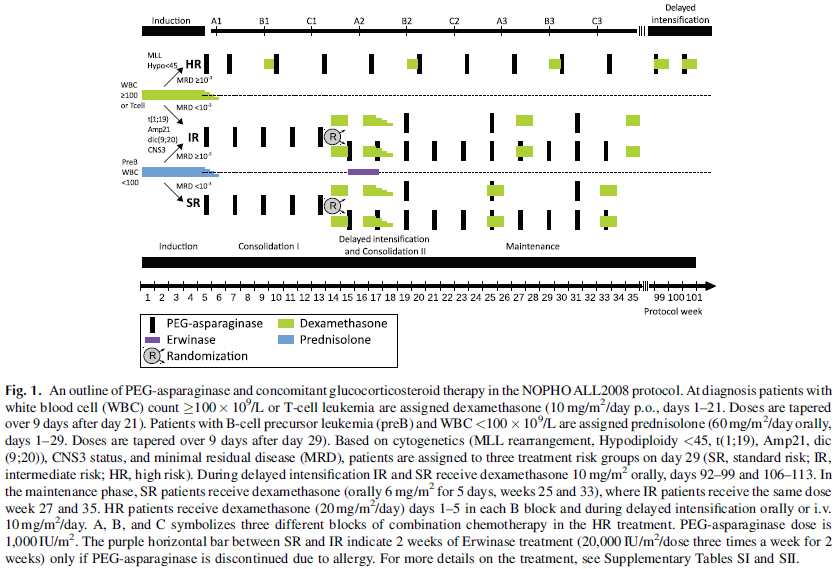 Induction A1 B1 C1 A2 B2 C2 A3 B3 C3 Delayed intensification
MLL
Hypo<45
HR
MRD ≥10⁻³
WBC
≥100
or Tcell
MRD <10⁻³
t(1;19)
Amp21
dic(9;20)
CNS3
IR
R
MRD ≥10⁻³
PreB
WBC
<100
MRD <10⁻³
SR
R
Induction Consolidation I Delayed intensification and Consolidation II Maintenance
1 2 3 4 5 6 7 8 9 10 11 12 13 14 15 16 17 18 19 20 21 22 23 24 25 26 27 28 29 30 31 32 33 34 35 99 100 101
Protocol week
PEG-asparaginase Dexamethasone
Erwinase Prednisolone
R Randomization
Fig. 1. An outline of PEG-asparaginase and concomitant glucocorticosteroid therapy in the NOPHO ALL2008 protocol. At diagnosis patients with
white blood cell (WBC) count ≥100 × 10⁹/L or T-cell leukemia are assigned dexamethasone (10 mg/m²/day p.o., days 1–21. Doses are tapered
over 9 days after day 21). Patients with B-cell precursor leukemia (preB) and WBC <100 × 10⁹/L are assigned prednisolone (60 mg/m²/day orally,
days 1–29. Doses are tapered over 9 days after day 29). Based on cytogenetics (MLL rearrangement, Hypodiploidy <45, t(1;19), Amp21, dic
(9;20)), CNS3 status, and minimal residual disease (MRD), patients are assigned to three treatment risk groups on day 29 (SR, standard risk; IR,
intermediate risk; HR, high risk). During delayed intensification IR and SR receive dexamethasone 10 mg/m² orally, days 92–99 and 106–113. In
the maintenance phase, SR patients receive dexamethasone (orally 6 mg/m² for 5 days, weeks 25 and 33), where IR patients receive the same dose
week 27 and 35. HR patients receive dexamethasone (20 mg/m²/day) days 1–5 in each B block and during delayed intensification orally or i.v.
10 mg/m²/day. A, B, and C symbolizes three different blocks of combination chemotherapy in the HR treatment. PEG-asparaginase dose is
1,000 IU/m². The purple horizontal bar between SR and IR indicate 2 weeks of Erwinase treatment (20,000 IU/m²/dose three times a week for 2
weeks) only if PEG-asparaginase is discontinued due to allergy. For more details on the treatment, see Supplementary Tables SI and SII.